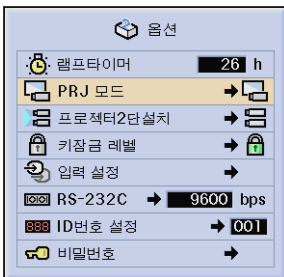 옵션
램프타이머 26 h
PRJ 모드 ➔
프로젝터2단설치 ➔
키잠금 레벨 ➔
입력 설정 ➔
RS-232C ➔ 9600 bps
888 ID번호 설정 ➔ 001
비밀번호 ➔